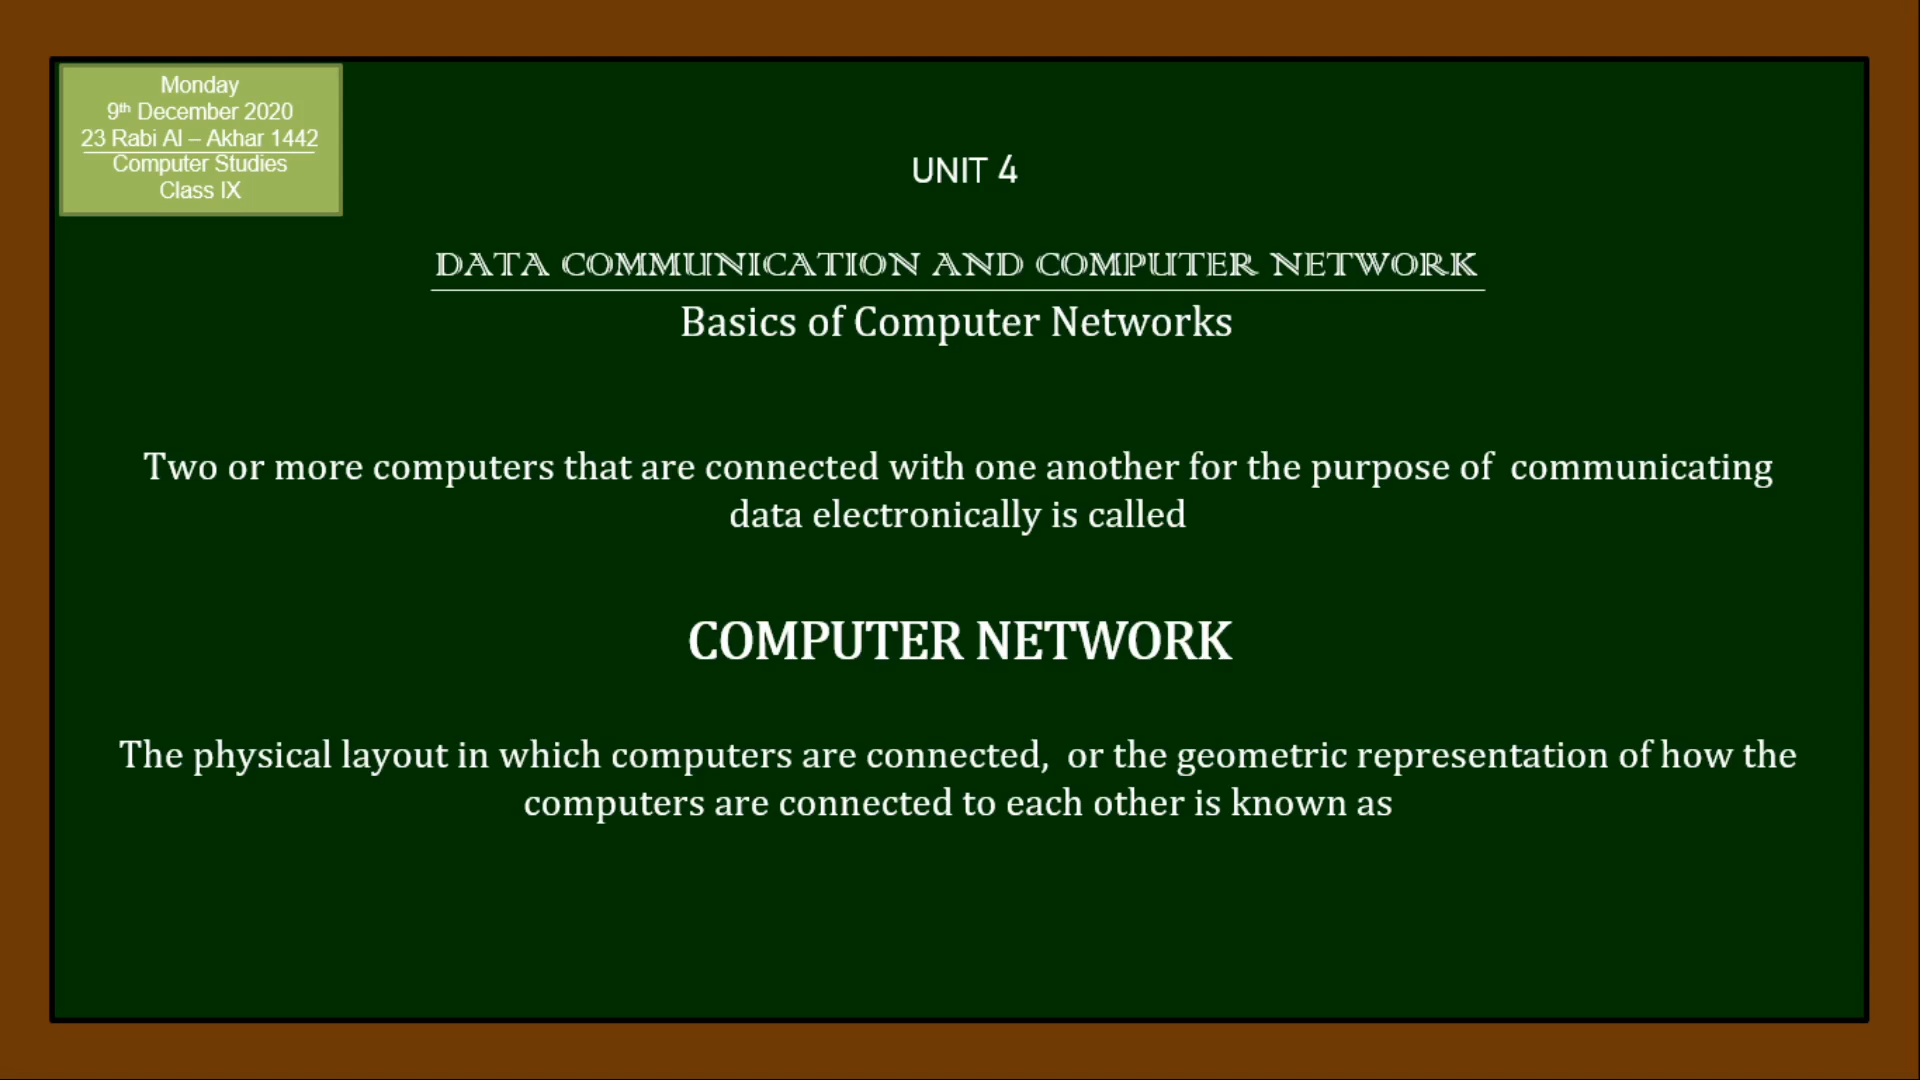 Monday
9th December 2020
23 Rabi Al – Akhar 1442
Computer Studies
Class IX
UNIT 4
DATA COMMUNICATION AND COMPUTER NETWORK
Basics of Computer Networks
Two or more computers that are connected with one another for the purpose of communicating
data electronically is called
COMPUTER NETWORK
The physical layout in which computers are connected, or the geometric representation of how the
computers are connected to each other is known as